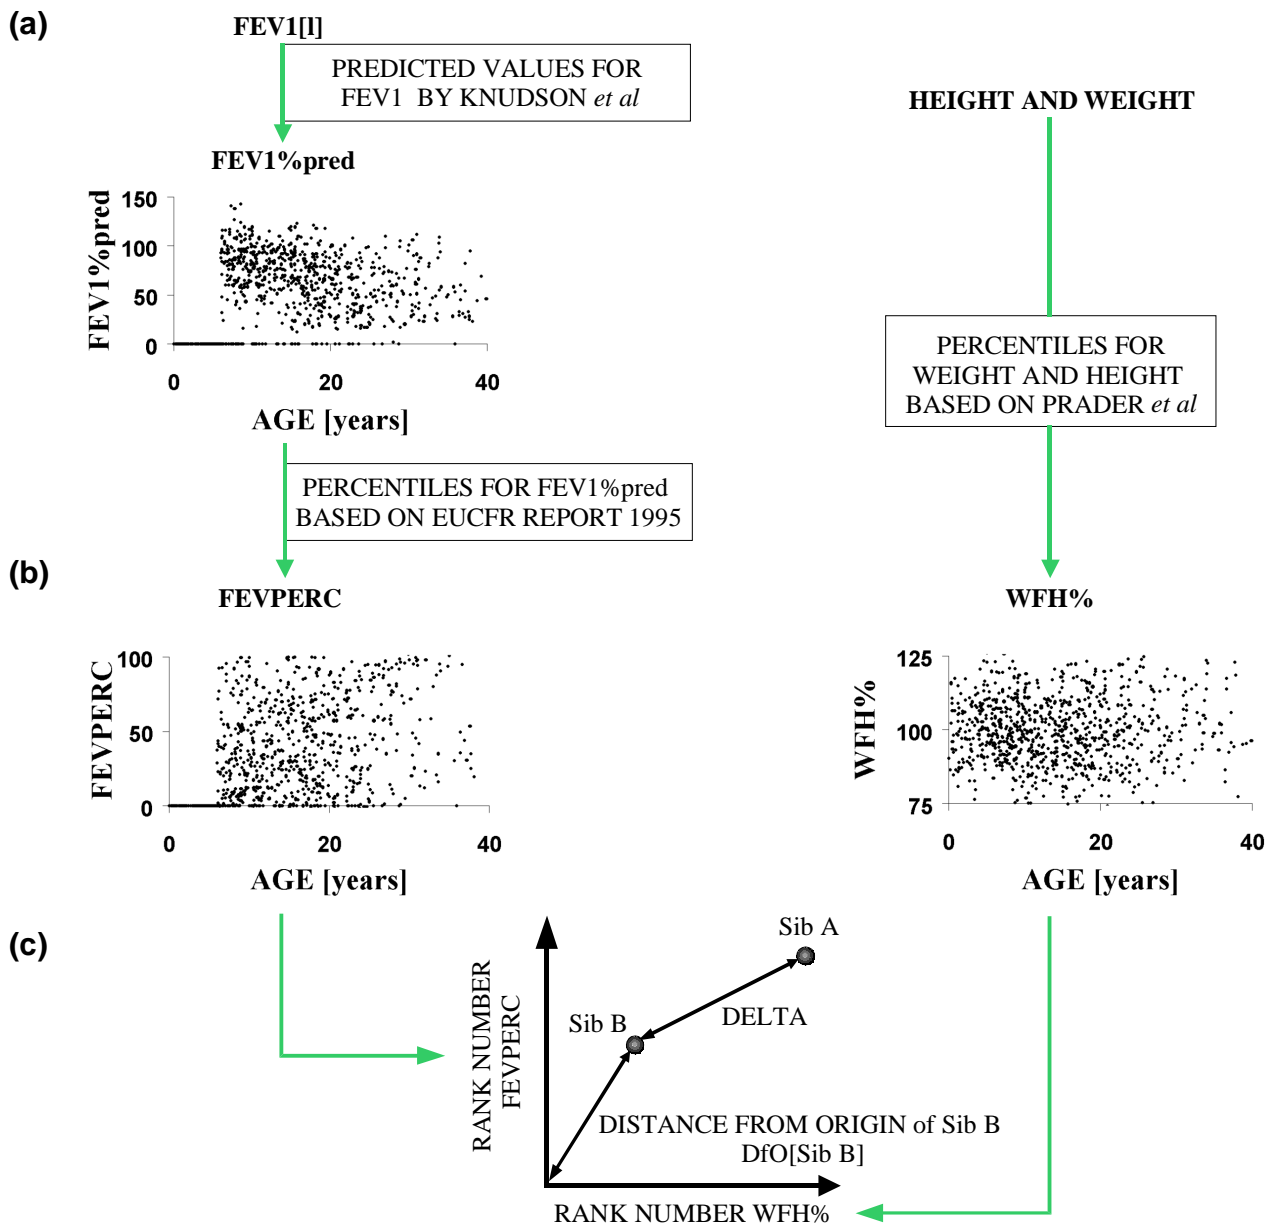 (a)
FEV1[l]
PREDICTED VALUES FOR
FEV1 BY KNUDSON et al
HEIGHT AND WEIGHT
FEV1%pred
150
100
50
0
FEV1%pred
0 20 40
AGE [years]
PERCENTILES FOR
WEIGHT AND HEIGHT
BASED ON PRADER et al
PERCENTILES FOR FEV1%pred
BASED ON EUCFR REPORT 1995
(b)
FEVPERC
100
50
0
FEVPERC
0 20 40
AGE [years]
WFH%
125
100
75
WFH%
0 20 40
AGE [years]
(c)
Sib A
Sib B
DELTA
RANK NUMBER
FEVPERC
DISTANCE FROM ORIGIN of Sib B
DfO[Sib B]
RANK NUMBER WFH%